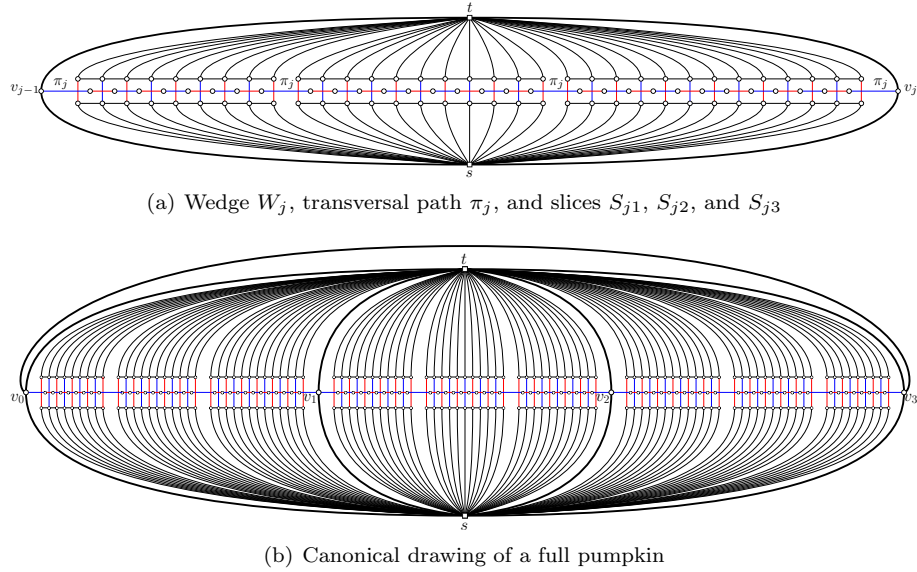 t
π_j π_j π_j π_j
v_{j−1} v_j
s
(a) Wedge W_j, transversal path π_j, and slices S_{j1}, S_{j2}, and S_{j3}
t
v_0 v_1 v_2 v_3
s
(b) Canonical drawing of a full pumpkin